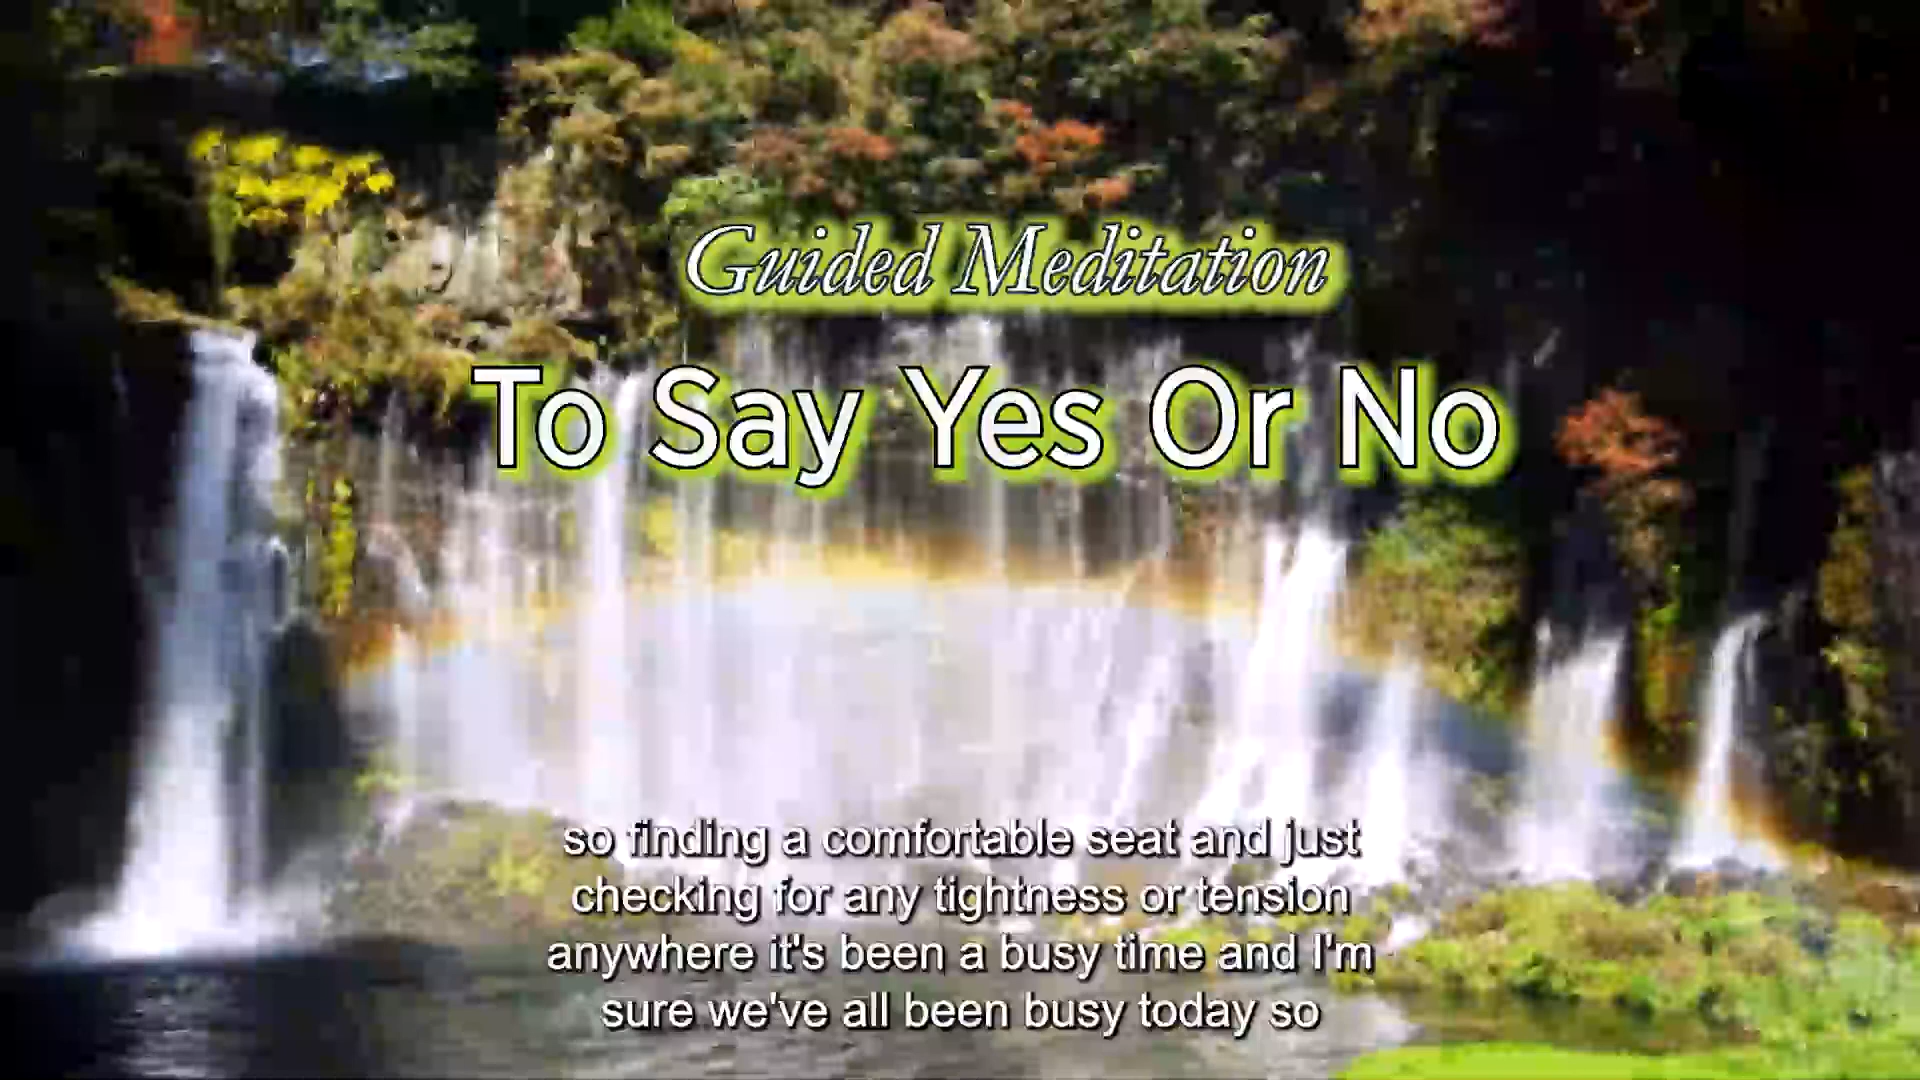 Guided Meditation
To Say Yes Or No
so finding a comfortable seat and just
checking for any tightness or tension
anywhere it's been a busy time and I'm
sure we've all been busy today so